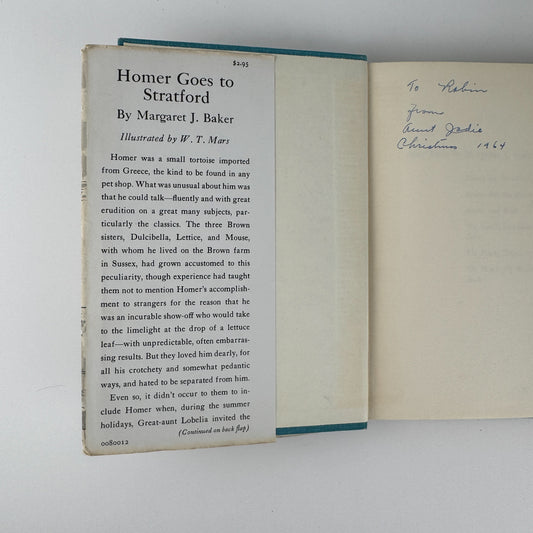 $2.95
Homer Goes to
Stratford
By Margaret J. Baker
Illustrated by W. T. Mars
Homer was a small tortoise imported
from Greece, the kind to be found in any
pet shop. What was unusual about him was
that he could talk—fluently and with great
erudition on a great many subjects, par-
ticularly the classics. The three Brown
sisters, Dulcibella, Lettice, and Mouse,
with whom he lived on the Brown farm
in Sussex, had grown accustomed to this
peculiarity, though experience had taught
them not to mention Homer's accomplish-
ment to strangers for the reason that he
was an incurable show-off who would take
to the limelight at the drop of a lettuce
leaf—with unpredictable, often embarras-
sing results. But they loved him dearly, for
all his crotchety and somewhat pedantic
ways, and hated to be separated from him.
Even so, it didn't occur to them to in-
clude Homer when, during the summer
holidays, Great-aunt Lobelia invited the
(Continued on back flap)
0080012
To Robin
From
Aunt Jodie
Christmas 1964